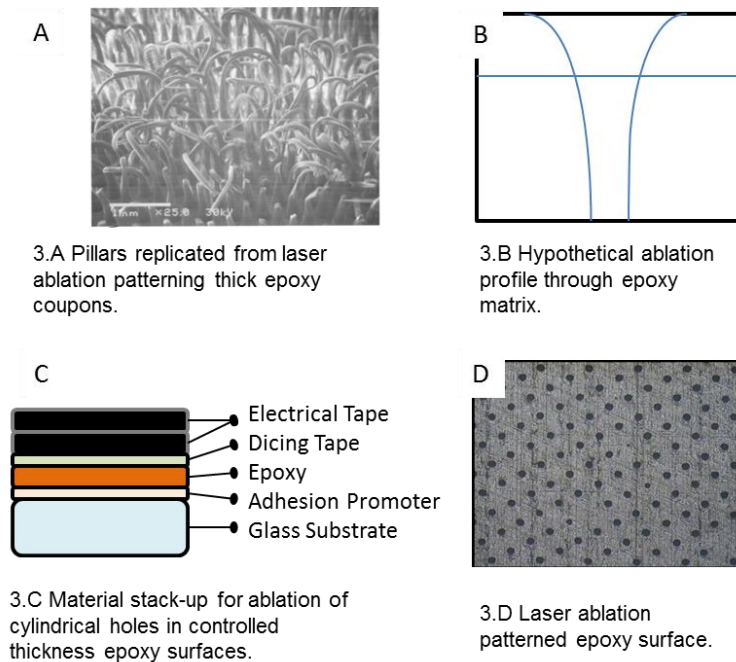 A
1mm ×25.0 30kV
3.A Pillars replicated from laser
ablation patterning thick epoxy
coupons.
B
3.B Hypothetical ablation
profile through epoxy
matrix.
C
Electrical Tape
Dicing Tape
Epoxy
Adhesion Promoter
Glass Substrate
3.C Material stack-up for ablation of
cylindrical holes in controlled
thickness epoxy surfaces.
D
3.D Laser ablation
patterned epoxy surface.